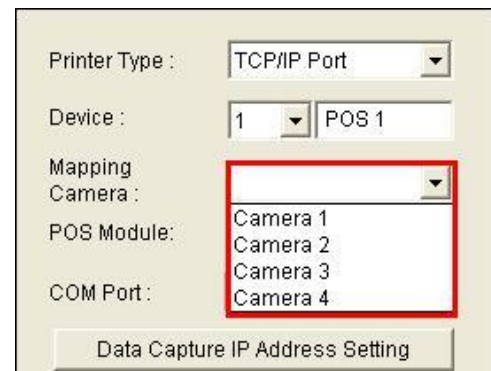 Printer Type : TCP/IP Port
Device : 1 POS 1
Mapping
Camera :
Camera 1
POS Module: Camera 2
Camera 3
COM Port : Camera 4
Data Capture IP Address Setting